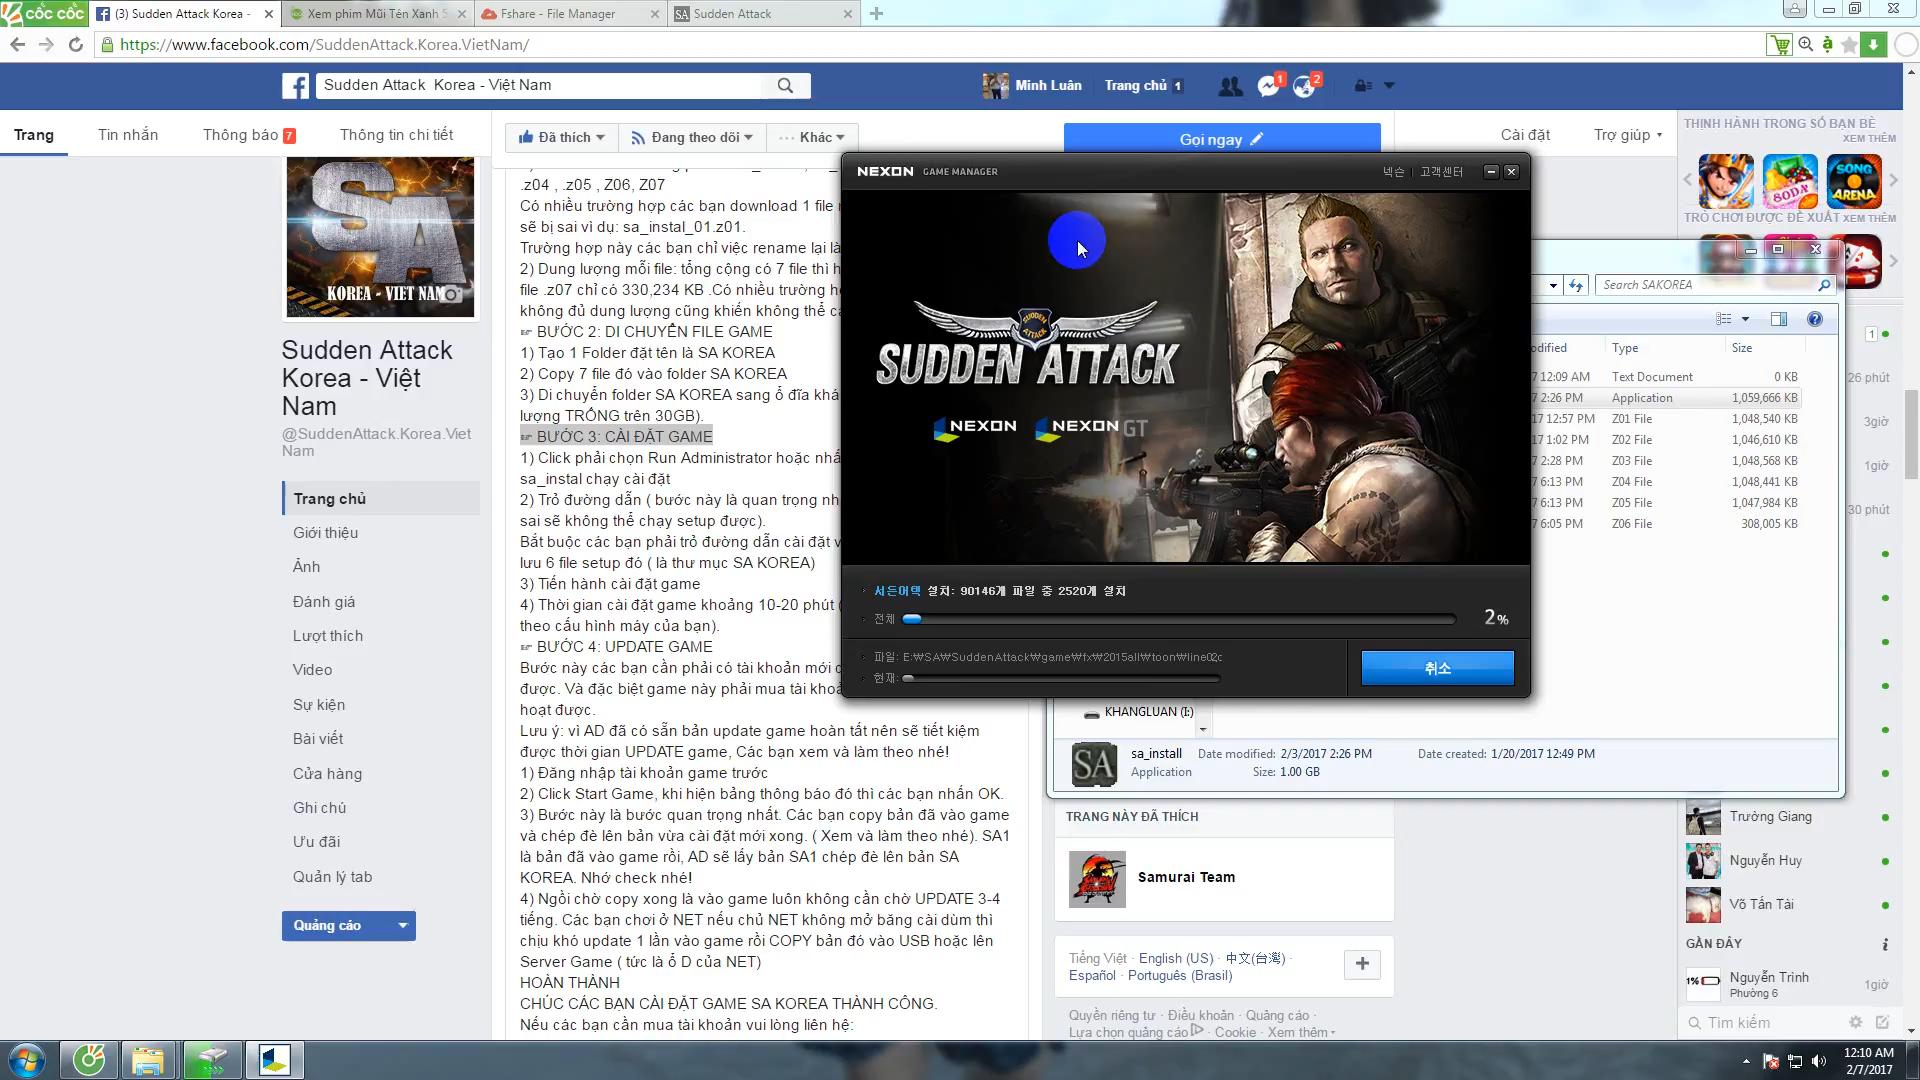 cốc cốc
(3) Sudden Attack Korea -
Xem phim Mũi Tên Xanh S
Fshare - File Manager
Sudden Attack
https://www.facebook.com/SuddenAttack.Korea.VietNam/
Sudden Attack Korea - Việt Nam
Minh Luân
Trang chủ 1
1
2
Trang
Tin nhắn
Thông báo 7
Thông tin chi tiết
Đã thích
Đang theo dõi
Khác
Gọi ngay
Cài đặt
Trợ giúp
SA
KOREA - VIET NAM
Sudden Attack
Korea - Việt
Nam
@SuddenAttack.Korea.Viet
Nam
Trang chủ
Giới thiệu
Ảnh
Đánh giá
Lượt thích
Video
Sự kiện
Bài viết
Cửa hàng
Ghi chú
Ưu đãi
Quản lý tab
Quảng cáo
.z04 , .z05 , Z06, Z07
Có nhiều trường hợp các bạn download 1 file
sẽ bị sai ví dụ: sa_instal_01.z01.
Trường hợp này các bạn chỉ việc rename lại là
2) Dung lượng mỗi file: tổng cộng có 7 file thì h
file .z07 chỉ có 330,234 KB .Có nhiều trường h
không đủ dung lượng cũng khiến không thể cà
☞ BƯỚC 2: DI CHUYỂN FILE GAME
1) Tạo 1 Folder đặt tên là SA KOREA
2) Copy 7 file đó vào folder SA KOREA
3) Di chuyển folder SA KOREA sang ổ đĩa khá
lượng TRỐNG trên 30GB).
☞ BƯỚC 3: CÀI ĐẶT GAME
1) Click phải chọn Run Administrator hoặc nhấ
sa_instal chạy cài đặt
2) Trỏ đường dẫn ( bước này là quan trọng nh
sai sẽ không thể chạy setup được).
Bắt buộc các bạn phải trỏ đường dẫn cài đặt v
lưu 6 file setup đó ( là thư mục SA KOREA)
3) Tiến hành cài đặt game
4) Thời gian cài đặt game khoảng 10-20 phút (
theo cấu hình máy của bạn).
☞ BƯỚC 4: UPDATE GAME
Bước này các bạn cần phải có tài khoản mới c
được. Và đặc biệt game này phải mua tài khoả
hoạt được.
Lưu ý: vì AD đã có sẵn bản update game hoàn tất nên sẽ tiết kiệm
được thời gian UPDATE game, Các bạn xem và làm theo nhé!
1) Đăng nhập tài khoản game trước
2) Click Start Game, khi hiện bảng thông báo đó thì các bạn nhấn OK.
3) Bước này là bước quan trọng nhất. Các bạn copy bản đã vào game
và chép đè lên bản vừa cài đặt mới xong. ( Xem và làm theo nhé). SA1
là bản đã vào game rồi, AD sẽ lấy bản SA1 chép đè lên bản SA
KOREA. Nhớ check nhé!
4) Ngồi chờ copy xong là vào game luôn không cần chờ UPDATE 3-4
tiếng. Các bạn chơi ở NET nếu chủ NET không mở băng cài dùm thì
chịu khó update 1 lần vào game rồi COPY bản đó vào USB hoặc lên
Server Game ( tức là ổ D của NET)
HOÀN THÀNH
CHÚC CÁC BẠN CÀI ĐẶT GAME SA KOREA THÀNH CÔNG.
Nếu các bạn cần mua tài khoản vui lòng liên hệ:
NEXON GAME MANAGER
넥슨 | 고객센터
SUDDEN ATTACK
SUDDEN ATTACK
NEXON NEXON GT
서든어택 설치: 90146개 파일 중 2520개 설치
전체 2%
파일: E:₩SA₩SuddenAttack₩game₩fx₩2015all₩toon₩line02c
현재:
취소
Search SAKOREA
odified Type Size
7 12:09 AM Text Document 0 KB
7 2:26 PM Application 1,059,666 KB
17 12:57 PM Z01 File 1,048,540 KB
7 1:02 PM Z02 File 1,046,610 KB
7 2:28 PM Z03 File 1,048,568 KB
7 6:13 PM Z04 File 1,048,441 KB
7 6:13 PM Z05 File 1,047,984 KB
7 6:05 PM Z06 File 308,005 KB
KHANGLUAN (I:)
SA
sa_install Date modified: 2/3/2017 2:26 PM Date created: 1/20/2017 12:49 PM
Application Size: 1.00 GB
TRANG NÀY ĐÃ THÍCH
Samurai Team
Tiếng Việt · English (US) · 中文(台灣) ·
Español · Português (Brasil)
Quyền riêng tư · Điều khoản · Quảng cáo ·
Lựa chọn quảng cáo · Cookie · Xem thêm
THỊNH HÀNH TRONG SỐ BẠN BÈ
XEM THÊM
SODA
SONG ARENA
TRÒ CHƠI ĐƯỢC ĐỀ XUẤT XEM THÊM
1
26 phút
3giờ
1giờ
30 phút
Trường Giang
Nguyễn Huy
Võ Tấn Tài
GẦN ĐÂY
1%
Nguyễn Trình
Phường 6
1giờ
Tìm kiếm
12:10 AM
2/7/2017